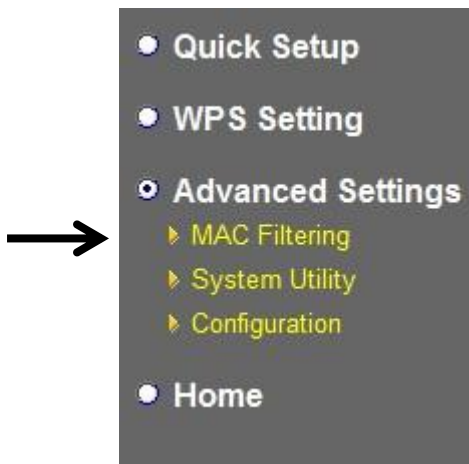 Quick Setup
WPS Setting
Advanced Settings
MAC Filtering
System Utility
Configuration
Home